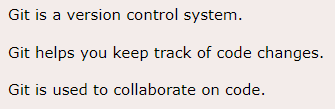 Git is a version control system.
Git helps you keep track of code changes.
Git is used to collaborate on code.